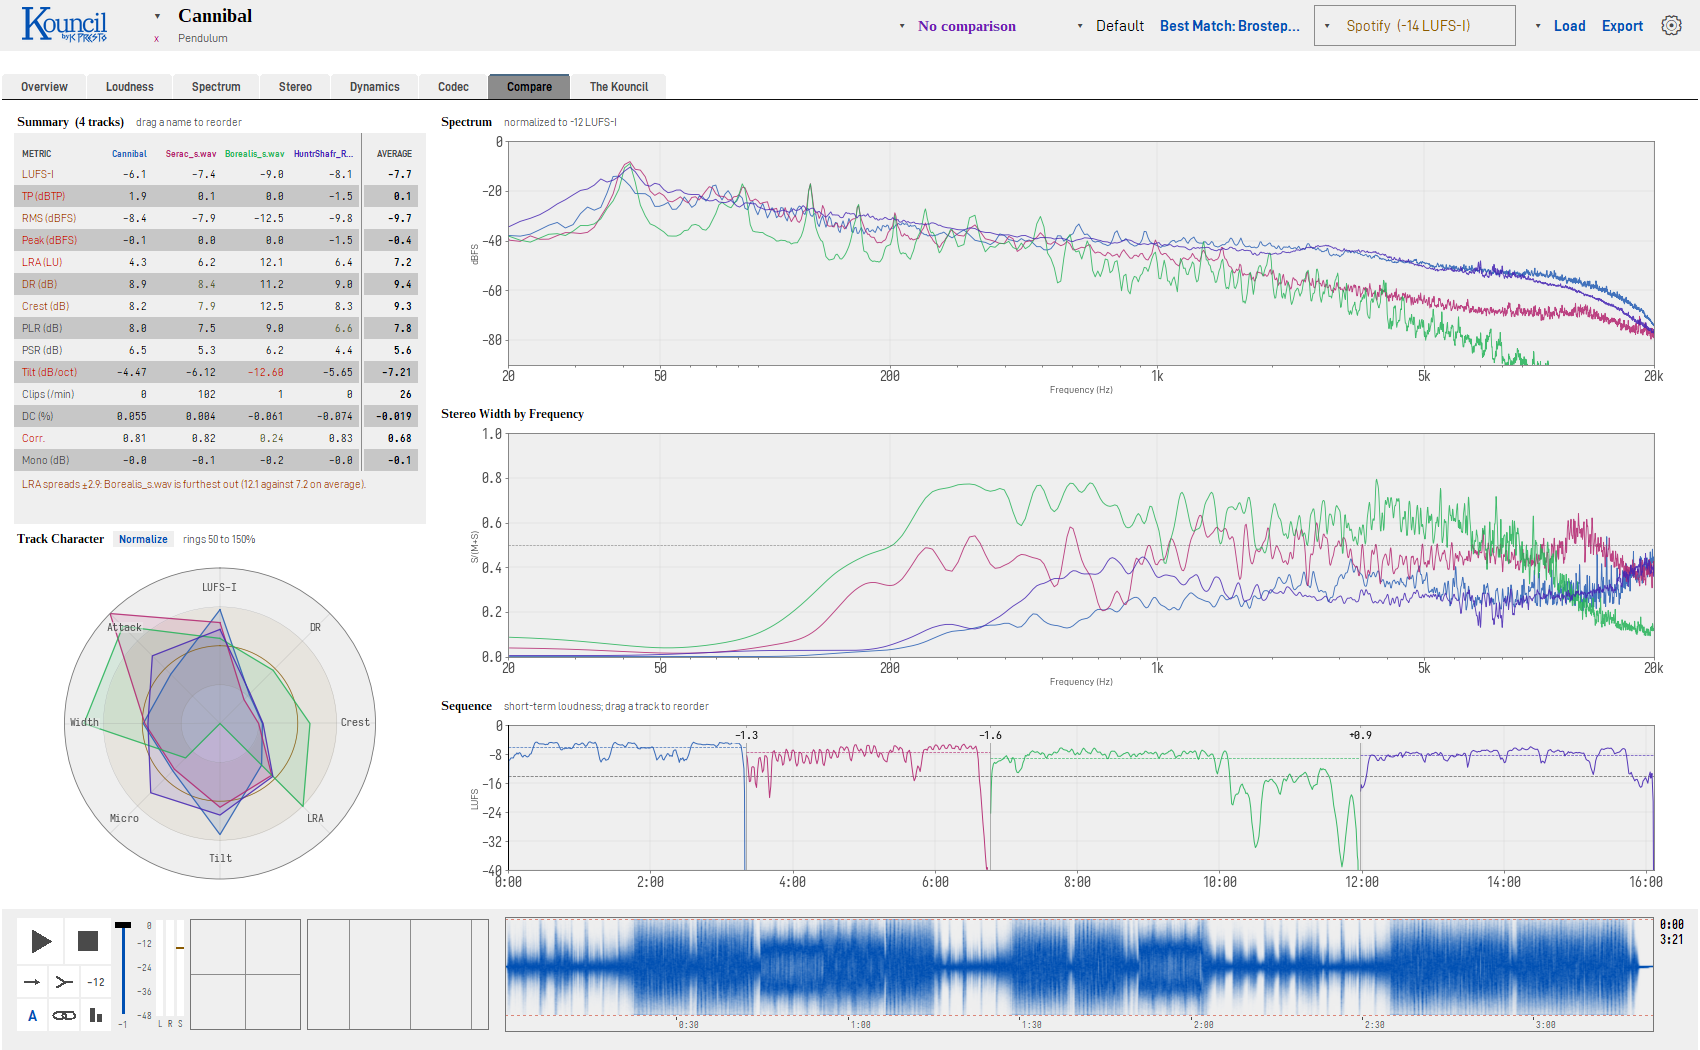 Kouncil
by K PRESTO
Cannibal
x Pendulum
No comparison
Default
Best Match: Brostep...
Spotify (-14 LUFS-I)
Load
Export
Overview Loudness Spectrum Stereo Dynamics Codec Compare The Kouncil
Summary (4 tracks) drag a name to reorder
METRIC Cannibal Serac_s.wav Borealis_s.wav HuntrShafr_R... AVERAGE
LUFS-I -6.1 -7.4 -9.0 -8.1 -7.7
TP (dBTP) 1.9 0.1 0.0 -1.5 0.1
RMS (dBFS) -8.4 -7.9 -12.5 -9.8 -9.7
Peak (dBFS) -0.1 0.0 0.0 -1.5 -0.4
LRA (LU) 4.3 6.2 12.1 6.4 7.2
DR (dB) 8.9 8.4 11.2 9.0 9.4
Crest (dB) 8.2 7.9 12.5 8.3 9.3
PLR (dB) 8.0 7.5 9.0 6.6 7.8
PSR (dB) 6.5 5.3 6.2 4.4 5.6
Tilt (dB/oct) -4.47 -6.12 -12.60 -5.65 -7.21
Clips (/min) 0 102 1 0 26
DC (%) 0.055 0.004 -0.061 -0.074 -0.019
Corr. 0.81 0.82 0.24 0.83 0.68
Mono (dB) -0.0 -0.1 -0.2 -0.0 -0.1
LRA spreads ±2.9: Borealis_s.wav is furthest out (12.1 against 7.2 on average).
Track Character Normalize rings 50 to 150%
LUFS-I
DR
Crest
LRA
Tilt
Micro
Width
Attack
Spectrum normalized to -12 LUFS-I
0
-20
-40
-60
-80
dBFS
20 50 200 1k 5k 20k
Frequency (Hz)
Stereo Width by Frequency
1.0
0.8
0.6
0.4
0.2
0.0
S/(M+S)
20 50 200 1k 5k 20k
Frequency (Hz)
Sequence short-term loudness; drag a track to reorder
-1.3 -1.6 +0.9
0
-8
-16
-24
-32
-40
LUFS
0:00 2:00 4:00 6:00 8:00 10:00 12:00 14:00 16:00
-12
A
-1
0
-12
-24
-36
-48
L R S
0:30 1:00 1:30 2:00 2:30 3:00
0:00
3:21